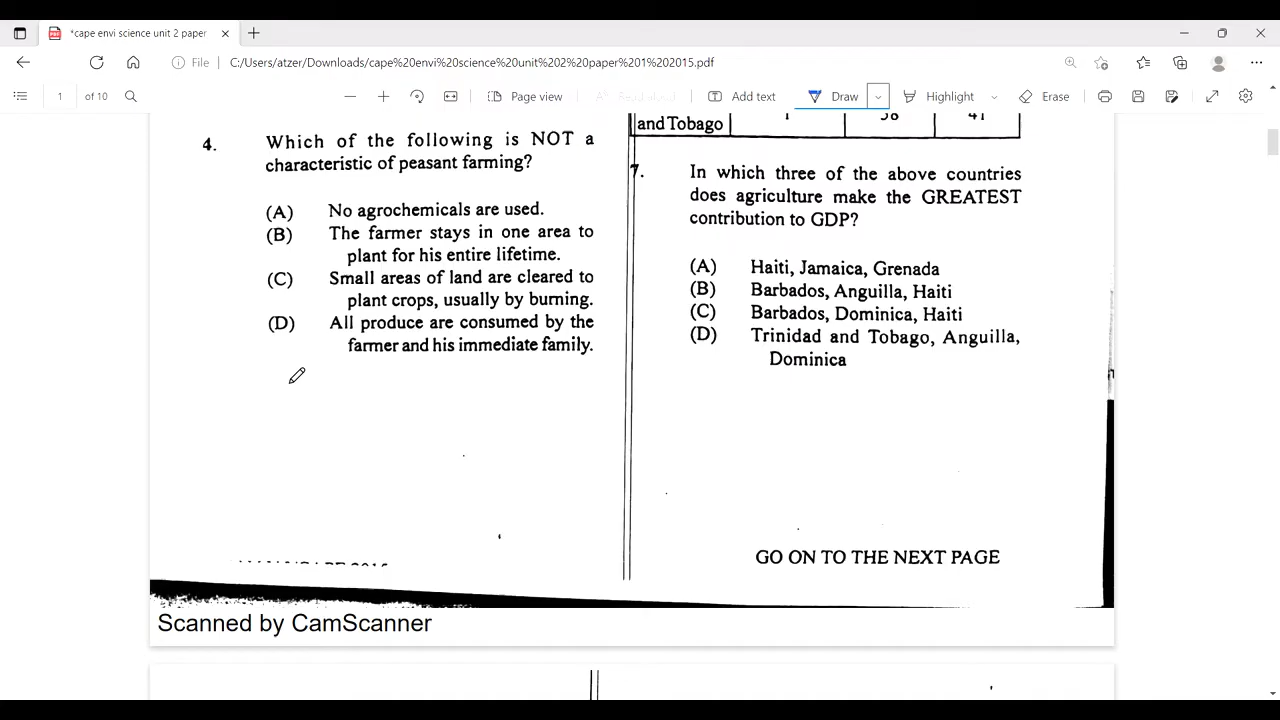 *cape envi science unit 2 paper
File
C:/Users/atzer/Downloads/cape%20envi%20science%20unit%202%20paper%201%202015.pdf
1 of 10
Page view
Read aloud
Add text
Draw
Highlight
Erase
and Tobago
41
4. Which of the following is NOT a
characteristic of peasant farming?
(A) No agrochemicals are used.
(B) The farmer stays in one area to
plant for his entire lifetime.
(C) Small areas of land are cleared to
plant crops, usually by burning.
(D) All produce are consumed by the
farmer and his immediate family.
7. In which three of the above countries
does agriculture make the GREATEST
contribution to GDP?
(A) Haiti, Jamaica, Grenada
(B) Barbados, Anguilla, Haiti
(C) Barbados, Dominica, Haiti
(D) Trinidad and Tobago, Anguilla,
Dominica
GO ON TO THE NEXT PAGE
Scanned by CamScanner